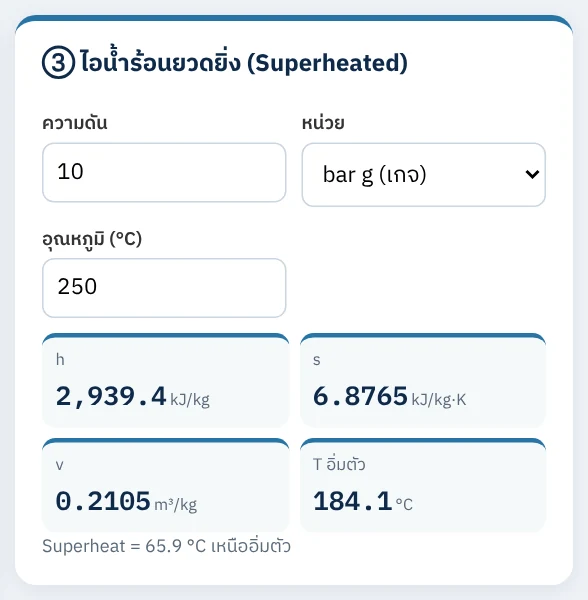 ③ ไอน้ำร้อนยวดยิ่ง (Superheated)
ความดัน
หน่วย
10
bar g (เกจ)
อุณหภูมิ (°C)
250
h
2,939.4 kJ/kg
s
6.8765 kJ/kg·K
v
0.2105 m³/kg
T อิ่มตัว
184.1 °C
Superheat = 65.9 °C เหนืออิ่มตัว